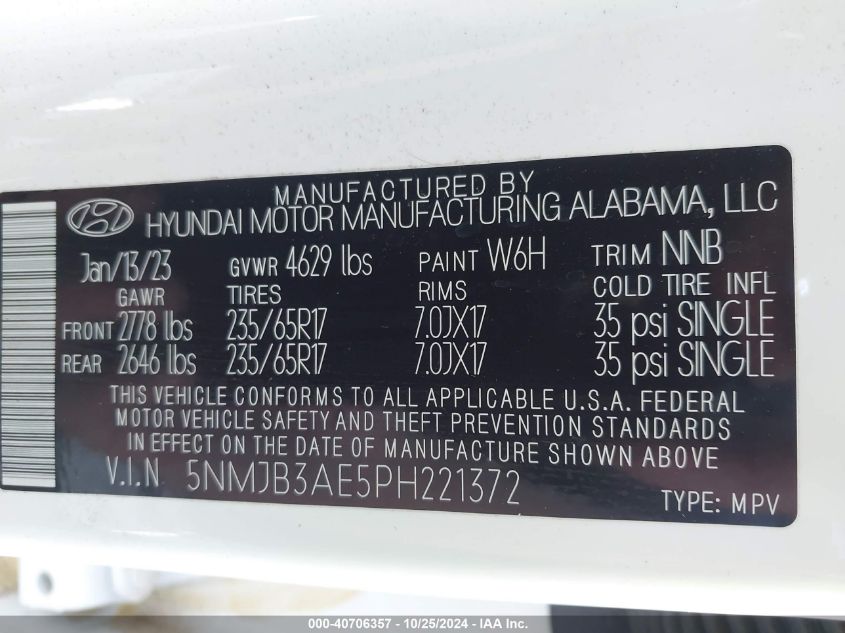 MANUFACTURED BY
HYUNDAI MOTOR MANUFACTURING ALABAMA, LLC
Jan/13/23 GVWR 4629 lbs PAINT W6H TRIM NNB
GAWR TIRES RIMS COLD TIRE INFL
FRONT 2778 lbs 235/65R17 7.0JX17 35 psi SINGLE
REAR 2646 lbs 235/65R17 7.0JX17 35 psi SINGLE
THIS VEHICLE CONFORMS TO ALL APPLICABLE U.S.A. FEDERAL
MOTOR VEHICLE SAFETY AND THEFT PREVENTION STANDARDS
IN EFFECT ON THE DATE OF MANUFACTURE SHOWN ABOVE.
V.I.N 5NMJB3AE5PH221372
TYPE: MPV
000-40706357 - 10/25/2024 - IAA Inc.